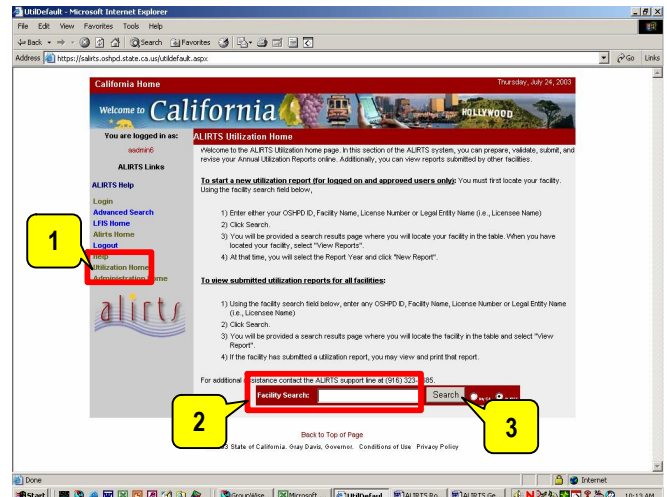 UtilDefault - Microsoft Internet Explorer
File Edit View Favorites Tools Help
Back Search Favorites
Address https://salirts.oshpd.state.ca.us/utildefault.aspx Go Links
California Home Thursday, July 24, 2003
Welcome to California HOLLYWOOD
You are logged in as:
aadmin6
ALIRTS Links
ALIRTS Help
Login
Advanced Search
LFIS Home
Alirts Home
Logout
Help
Utilization Home
Administration Home
alirts
1
ALIRTS Utilization Home
Welcome to the ALIRTS Utilization home page. In this section of the ALIRTS system, you can prepare, validate, submit, and
revise your Annual Utilization Reports online. Additionally, you can view reports submitted by other facilities.
To start a new utilization report (for logged on and approved users only): You must first locate your facility.
Using the facility search field below,
1) Enter either your OSHPD ID, Facility Name, License Number or Legal Entity Name (i.e., Licensee Name)
2) Click Search.
3) You will be provided a search results page where you will locate your facility in the table. When you have
located your facility, select "View Reports".
4) At that time, you will select the Report Year and click "New Report".
To view submitted utilization reports for all facilities:
1) Using the facility search field below, enter any OSHPD ID, Facility Name, License Number or Legal Entity Name
(i.e., Licensee Name)
2) Click Search.
3) You will be provided a search results page where you will locate the facility in the table and select "View
Report".
4) If the facility has submitted a utilization report, you may view and print that report.
For additional assistance contact the ALIRTS support line at (916) 323-
Facility Search: Search
2
3
Back to Top of Page
State of California. Gray Davis, Governor. Conditions of Use Privacy Policy
Done Internet
Start GroupWise Microsoft UtilDefaul ALIRTS Ro ALIRTS Ge 10:13 AM